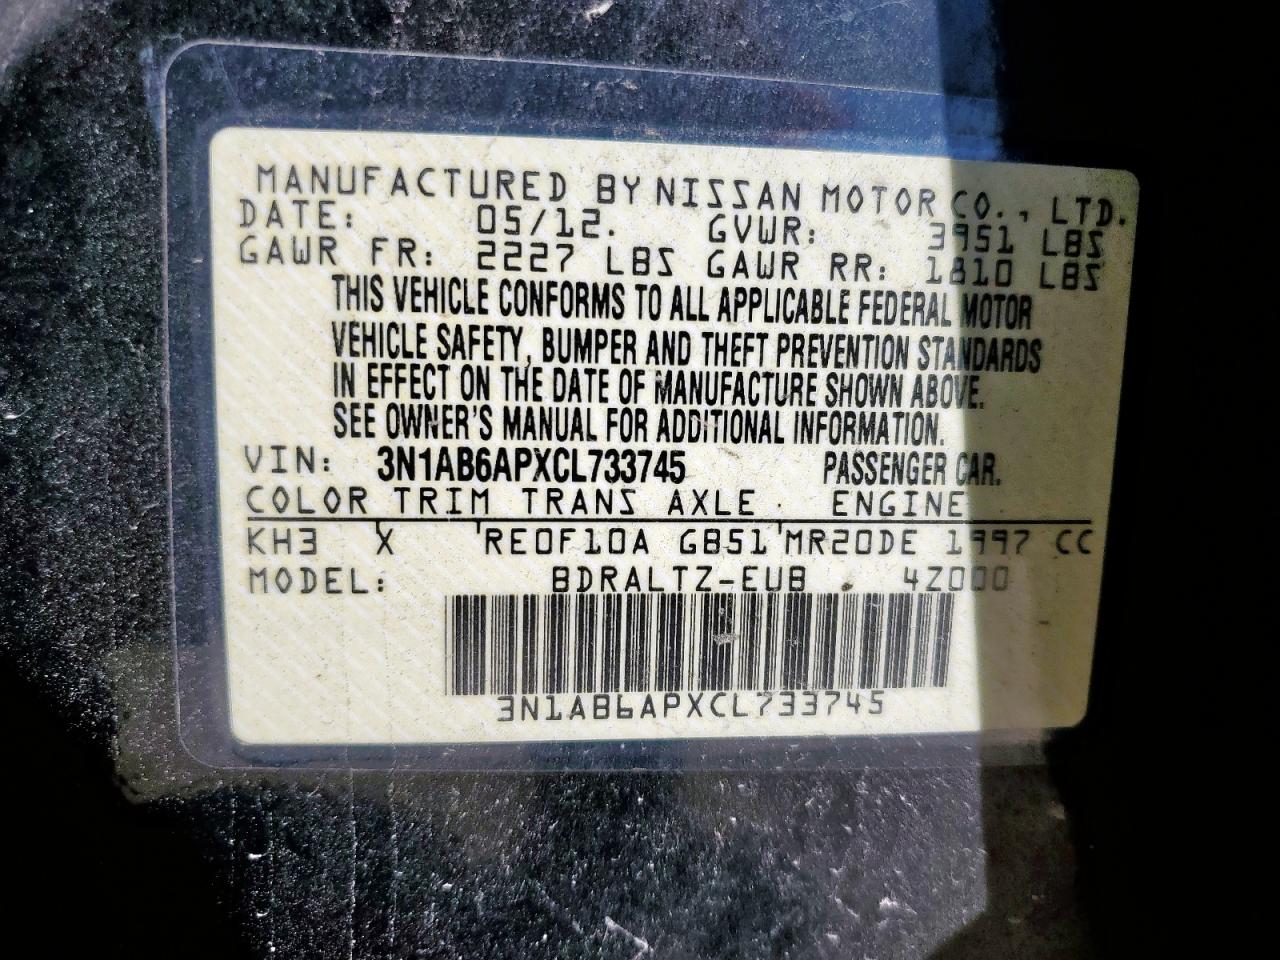 MANUFACTURED BY NISSAN MOTOR CO., LTD.
DATE: 05/12. GVWR: 3951 LBS
GAWR FR: 2227 LBS GAWR RR: 1810 LBS
THIS VEHICLE CONFORMS TO ALL APPLICABLE FEDERAL MOTOR
VEHICLE SAFETY, BUMPER AND THEFT PREVENTION STANDARDS
IN EFFECT ON THE DATE OF MANUFACTURE SHOWN ABOVE.
SEE OWNER'S MANUAL FOR ADDITIONAL INFORMATION.
VIN: 3N1AB6APXCL733745 PASSENGER CAR.
COLOR TRIM TRANS AXLE ENGINE
KH3 X RE0F10A GB51 MR20DE 1997 CC
MODEL: BDRALTZ-EUB 4Z000
3N1AB6APXCL733745